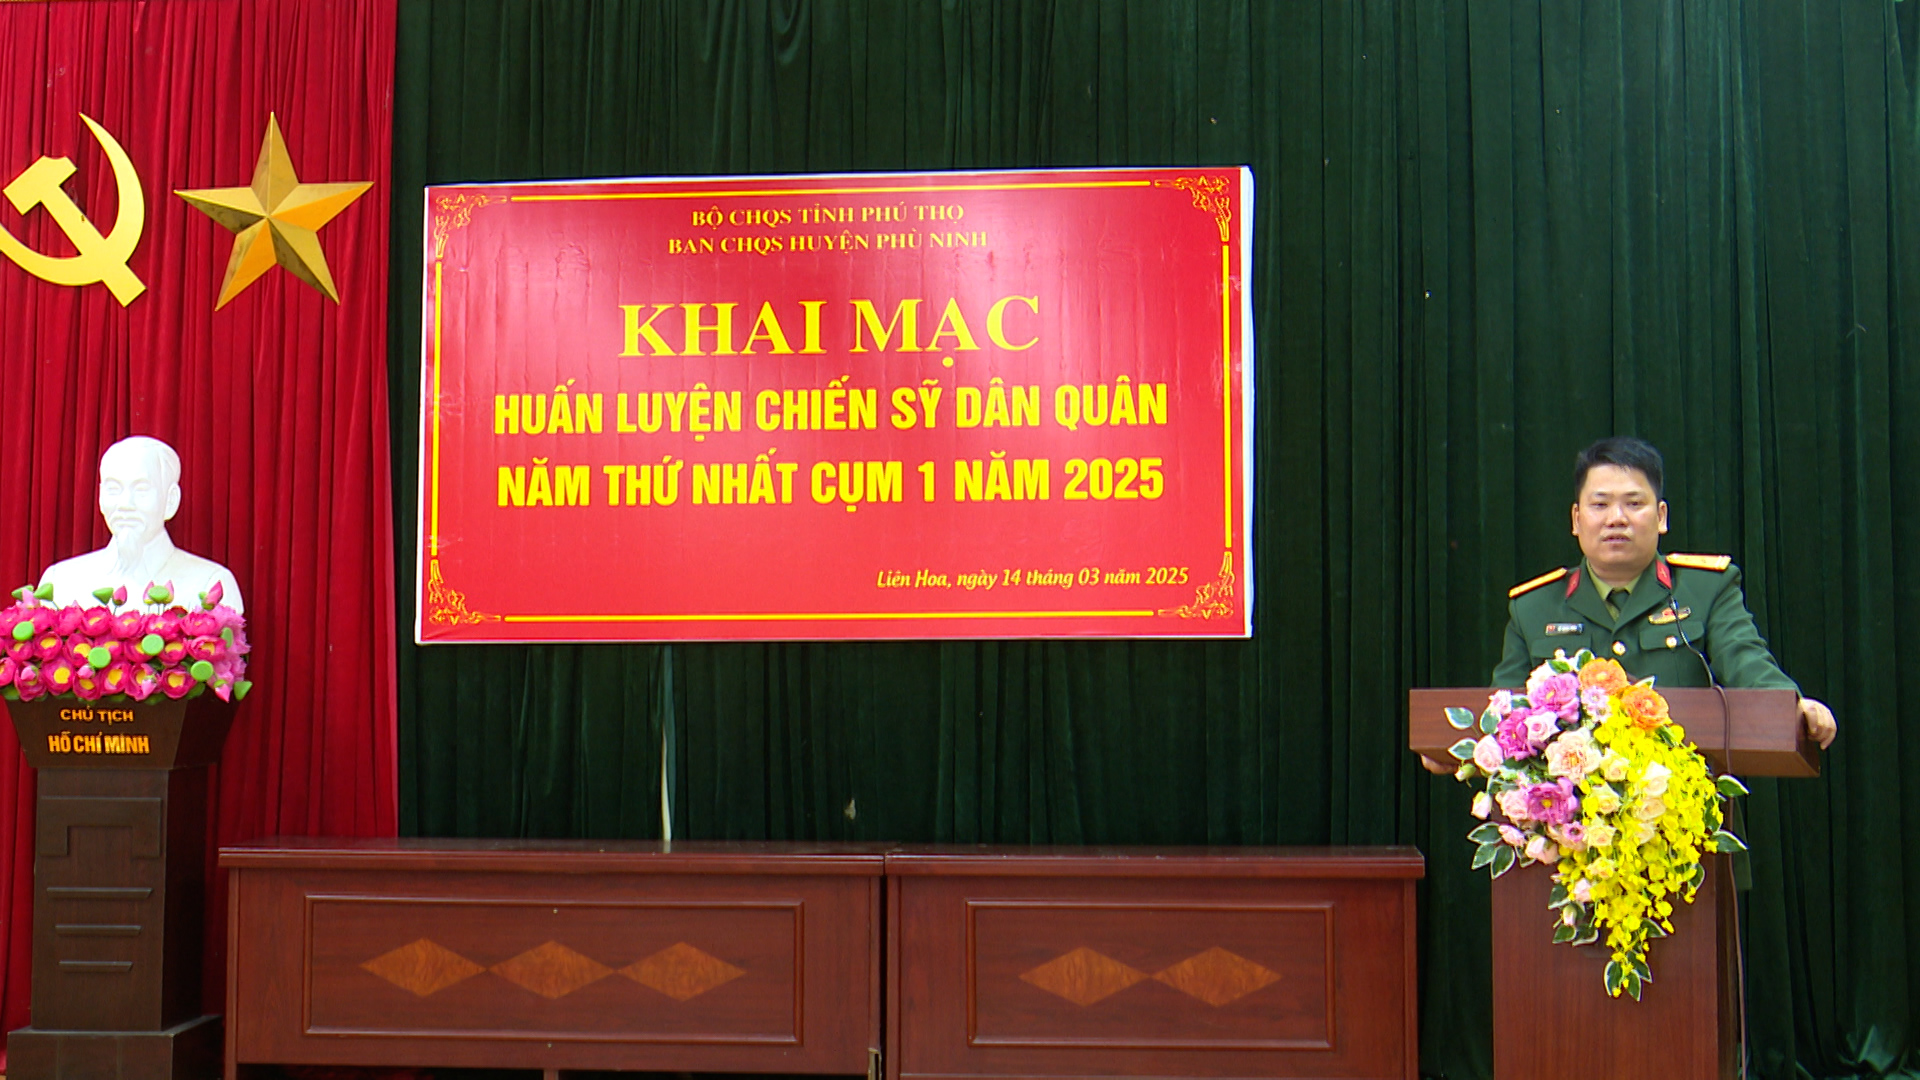 BỘ CHQS TỈNH PHÚ THỌ
BAN CHQS HUYỆN PHÙ NINH
KHAI MẠC
HUẤN LUYỆN CHIẾN SỸ DÂN QUÂN
NĂM THỨ NHẤT CỤM 1 NĂM 2025
Liên Hoa, ngày 14 tháng 03 năm 2025
CHỦ TỊCH
HỒ CHÍ MINH